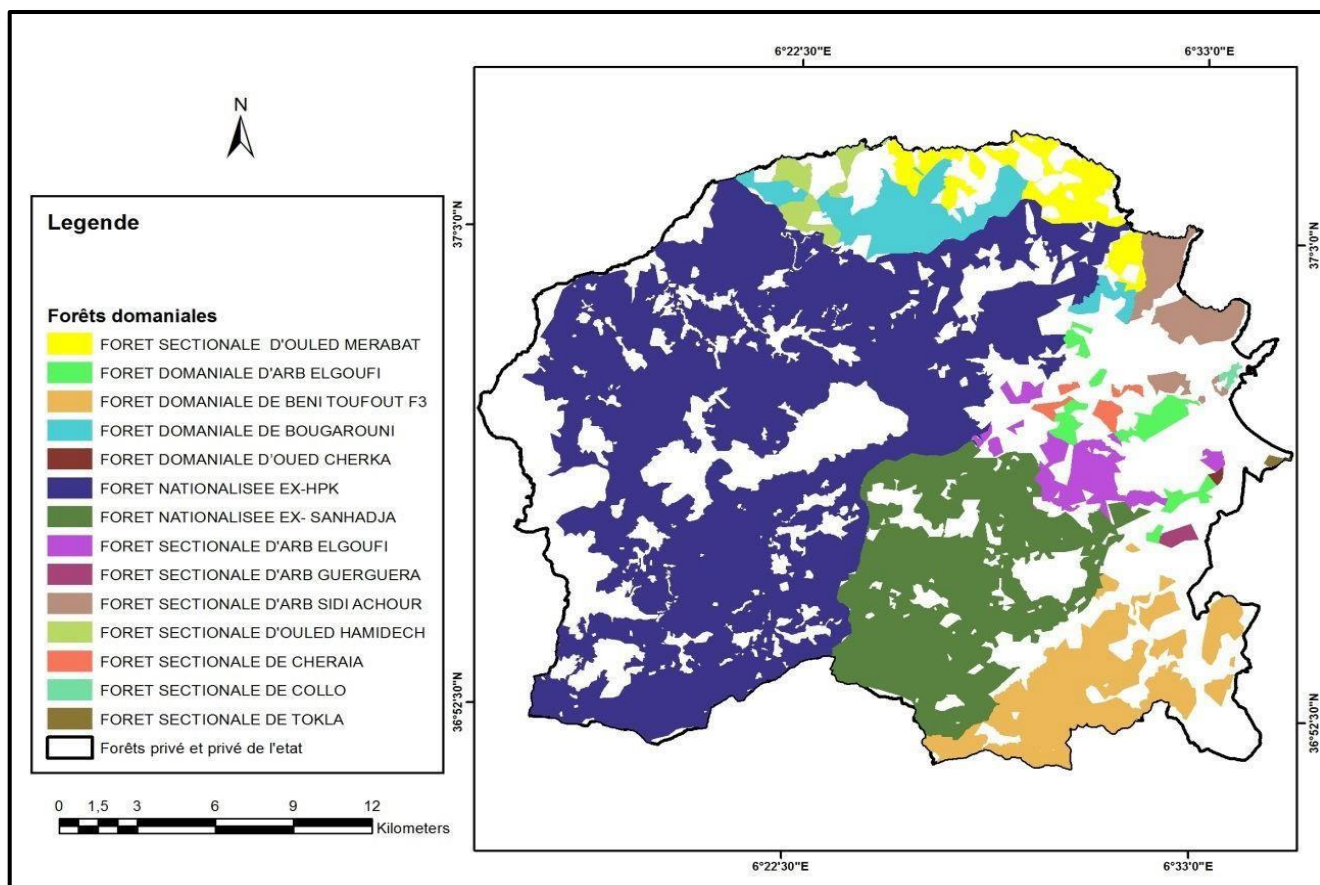 6°22'30"E
6°33'0"E
N
Legende
37°3'0"N
37°3'0"N
Forêts domaniales
FORET SECTIONALE D'OULED MERABAT
FORET DOMANIALE D'ARB ELGOUFI
FORET DOMANIALE DE BENI TOUFOUT F3
FORET DOMANIALE DE BOUGAROUNI
FORET DOMANIALE D'OUED CHERKA
FORET NATIONALISEE EX-HPK
FORET NATIONALISEE EX- SANHADJA
FORET SECTIONALE D'ARB ELGOUFI
FORET SECTIONALE D'ARB GUERGUERA
FORET SECTIONALE D'ARB SIDI ACHOUR
FORET SECTIONALE D'OULED HAMIDECH
FORET SECTIONALE DE CHERAIA
FORET SECTIONALE DE COLLO
FORET SECTIONALE DE TOKLA
Forêts privé et privé de l'etat
36°52'30"N
36°52'30"N
0 1,5 3 6 9 12
Kilometers
6°22'30"E
6°33'0"E